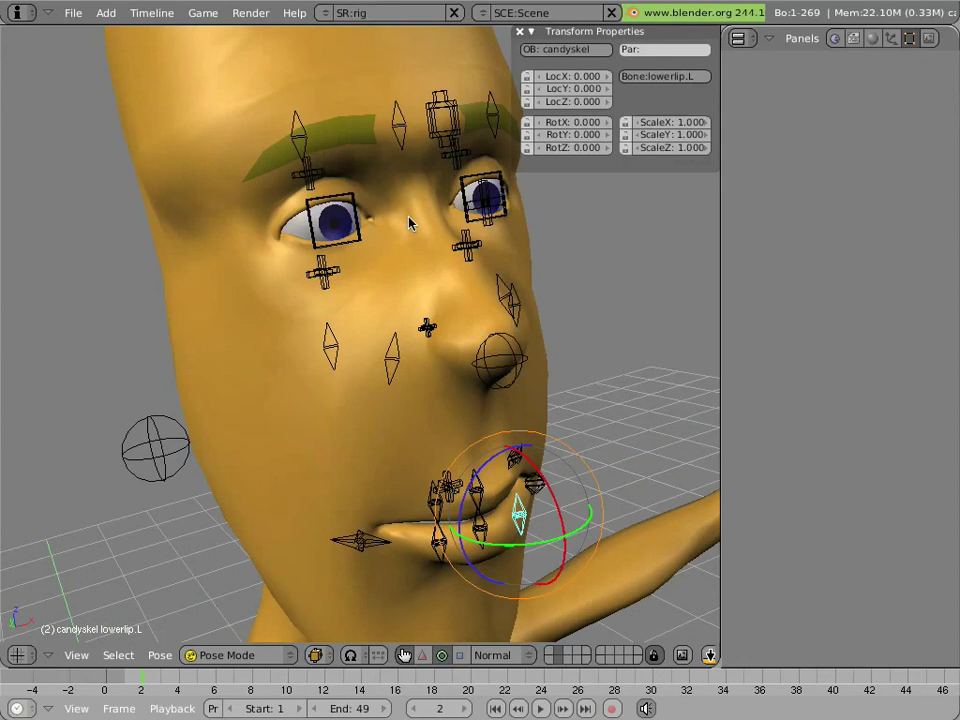 File Add Timeline Game Render Help SR:rig SCE:Scene www.blender.org 244.1 Bo:1-269 | Mem:22.10M (0.33M) ca
Transform Properties
Panels
OB: candyskel Par:
LocX: 0.000 Bone:lowerlip.L
LocY: 0.000
LocZ: 0.000
RotX: 0.000 ScaleX: 1.000
RotY: 0.000 ScaleY: 1.000
RotZ: 0.000 ScaleZ: 1.000
z
y x
(2) candyskel lowerlip.L
View Select Pose Pose Mode Normal
-4 -2 0 2 4 6 8 10 12 14 16 18 20 22 24 26 28 30 32 34 36 38 40 42 44 46
View Frame Playback Pr Start: 1 End: 49 2